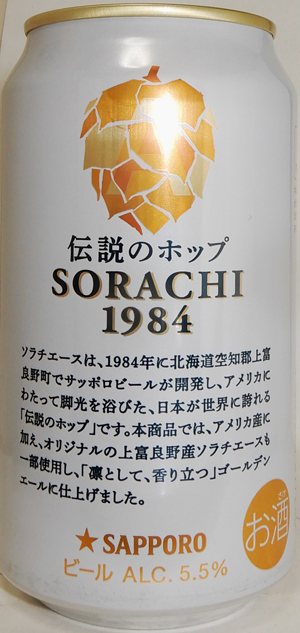 伝説のホップ
SORACHI
1984
ソラチエースは、1984年に北海道空知郡上富
良野町でサッポロビールが開発し、アメリカに
わたって脚光を浴びた、日本が世界に誇れる
「伝説のホップ」です。本商品では、アメリカ産に
加え、オリジナルの上富良野産ソラチエースも
一部使用し、「凛として、香り立つ」ゴールデン
エールに仕上げました。
★SAPPORO
ビール ALC. 5.5%
さけ
お酒